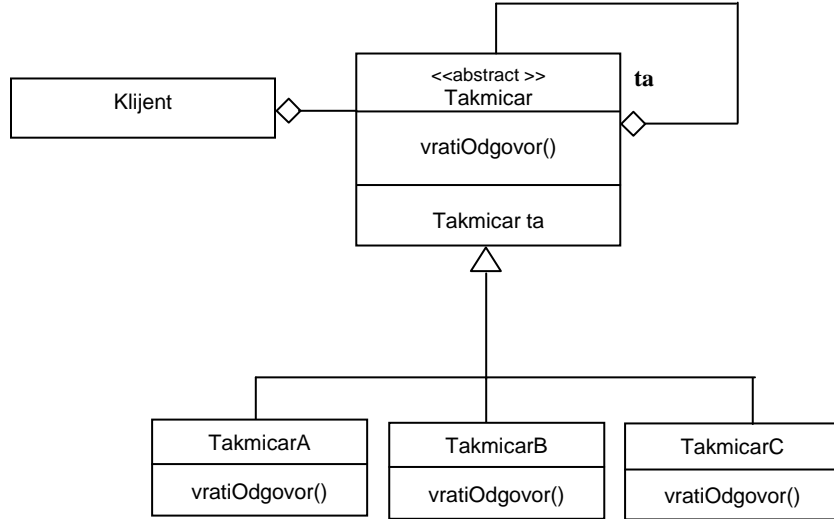 <<abstract >>
Takmicar
ta
Klijent
vratiOdgovor()
Takmicar ta
TakmicarA
vratiOdgovor()
TakmicarB
vratiOdgovor()
TakmicarC
vratiOdgovor()